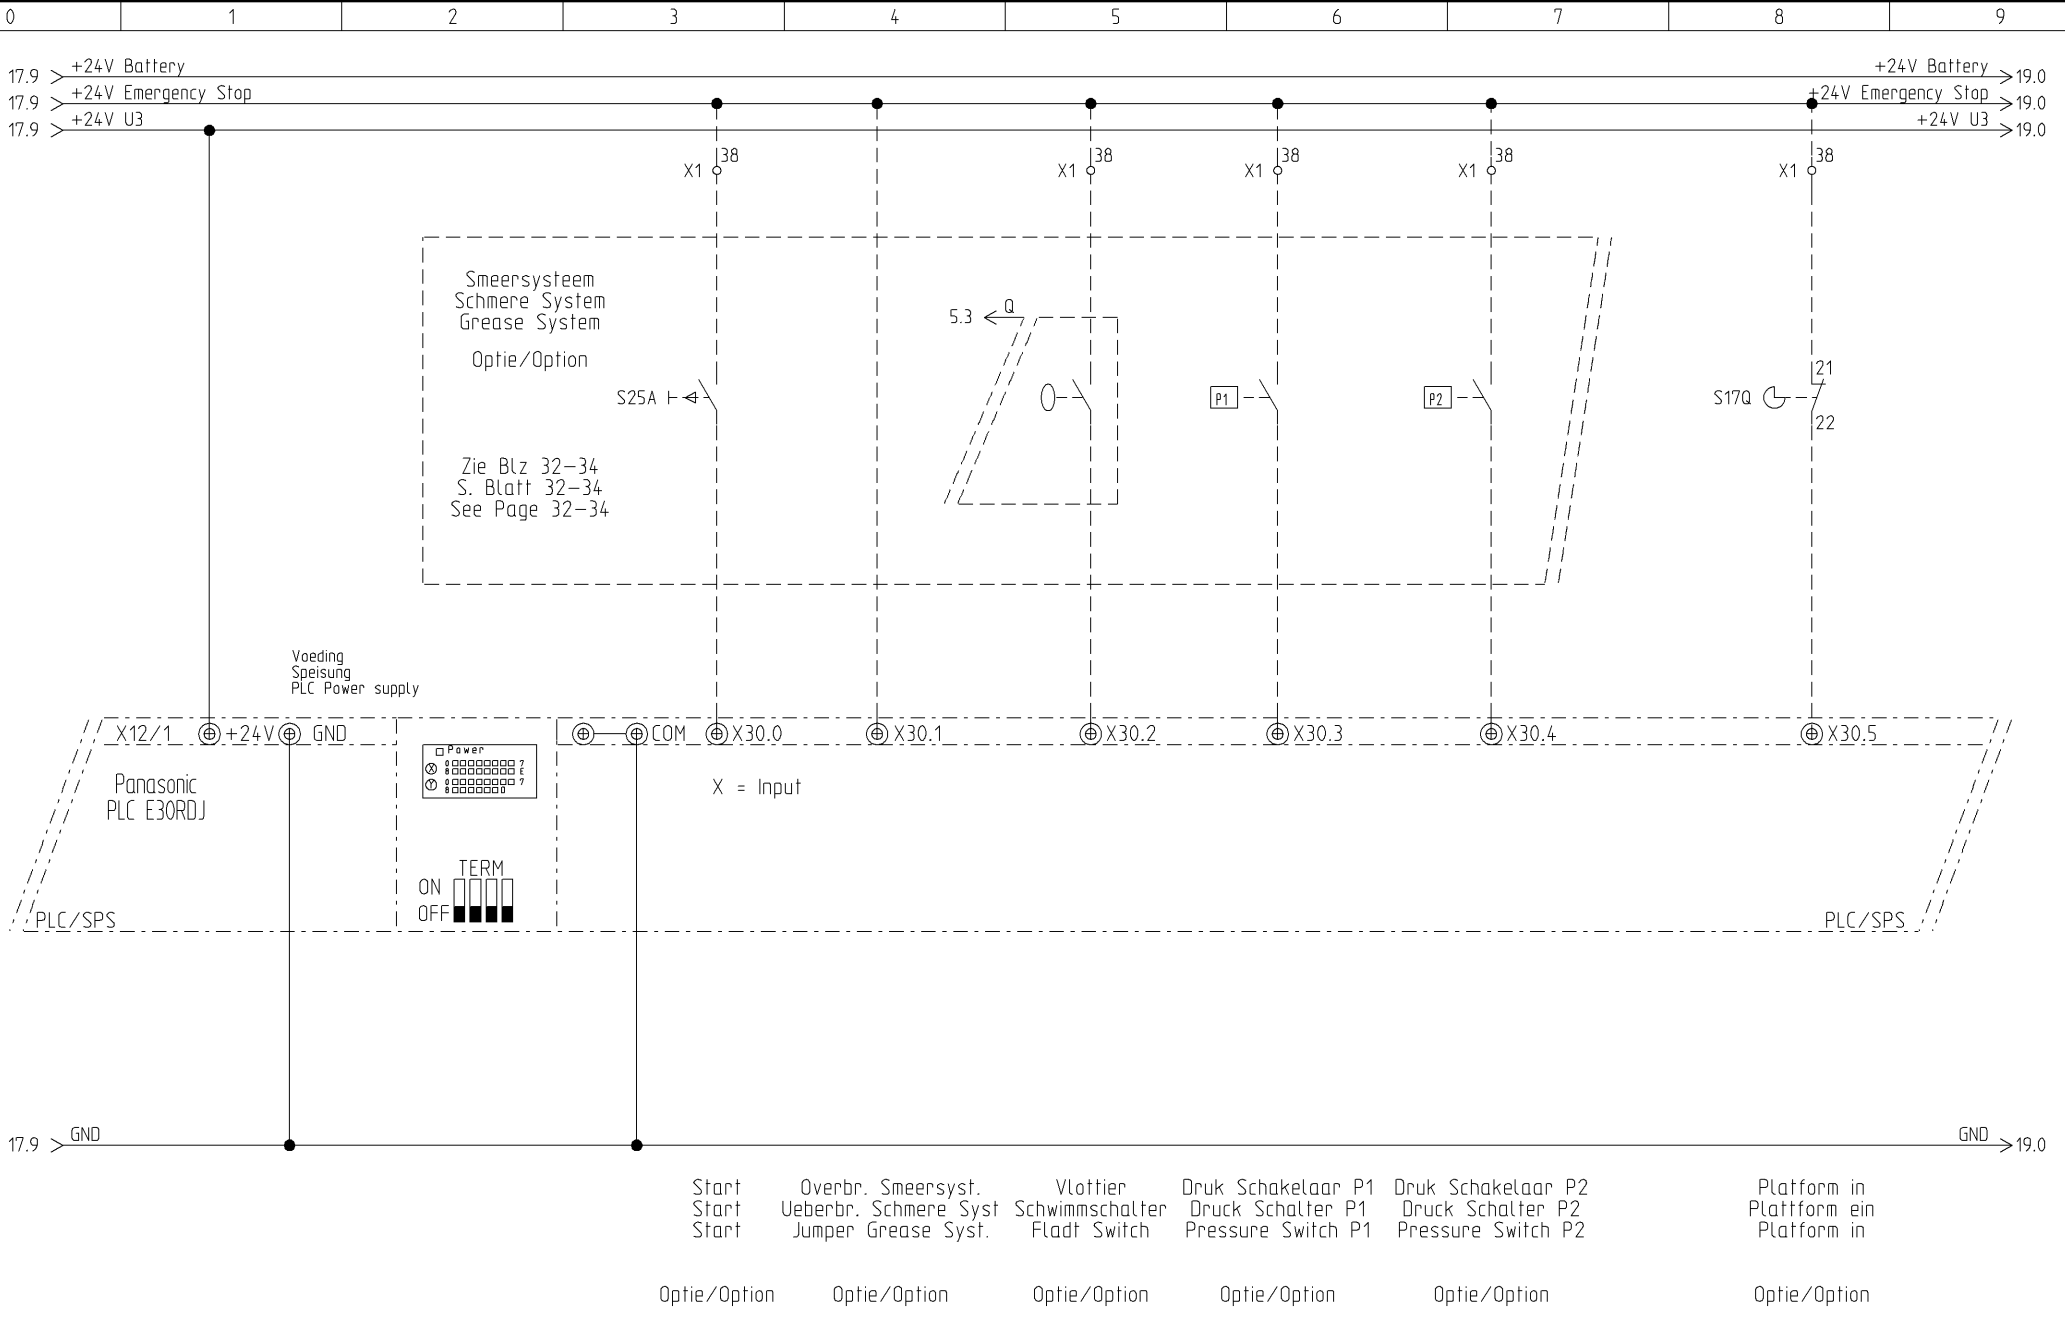 0 1 2 3 4 5 6 7 8 9
17.9 +24V Battery +24V Battery 19.0
17.9 +24V Emergency Stop +24V Emergency Stop 19.0
17.9 +24V U3 +24V U3 19.0
38 38 38 38 38
X1 X1 X1 X1 X1
Smeersysteem
Schmere System
Grease System
Optie/Option
5.3 Q
21
S25A P1 P2 S17Q
22
Zie Blz 32-34
S. Blatt 32-34
See Page 32-34
Voeding
Speisung
PLC Power supply
X12/1 +24V GND COM X30.0 X30.1 X30.2 X30.3 X30.4 X30.5
Power
X 0 7
8 E
Y 0 7
8 D
Panasonic
PLC E30RDJ
X = Input
TERM
ON
OFF
PLC/SPS PLC/SPS
17.9 GND GND 19.0
Start Overbr. Smeersyst. Vlottier Druk Schakelaar P1 Druk Schakelaar P2 Platform in
Start Ueberbr. Schmere Syst Schwimmschalter Druck Schalter P1 Druck Schalter P2 Plattform ein
Start Jumper Grease Syst. Fladt Switch Pressure Switch P1 Pressure Switch P2 Platform in
Optie/Option Optie/Option Optie/Option Optie/Option Optie/Option Optie/Option